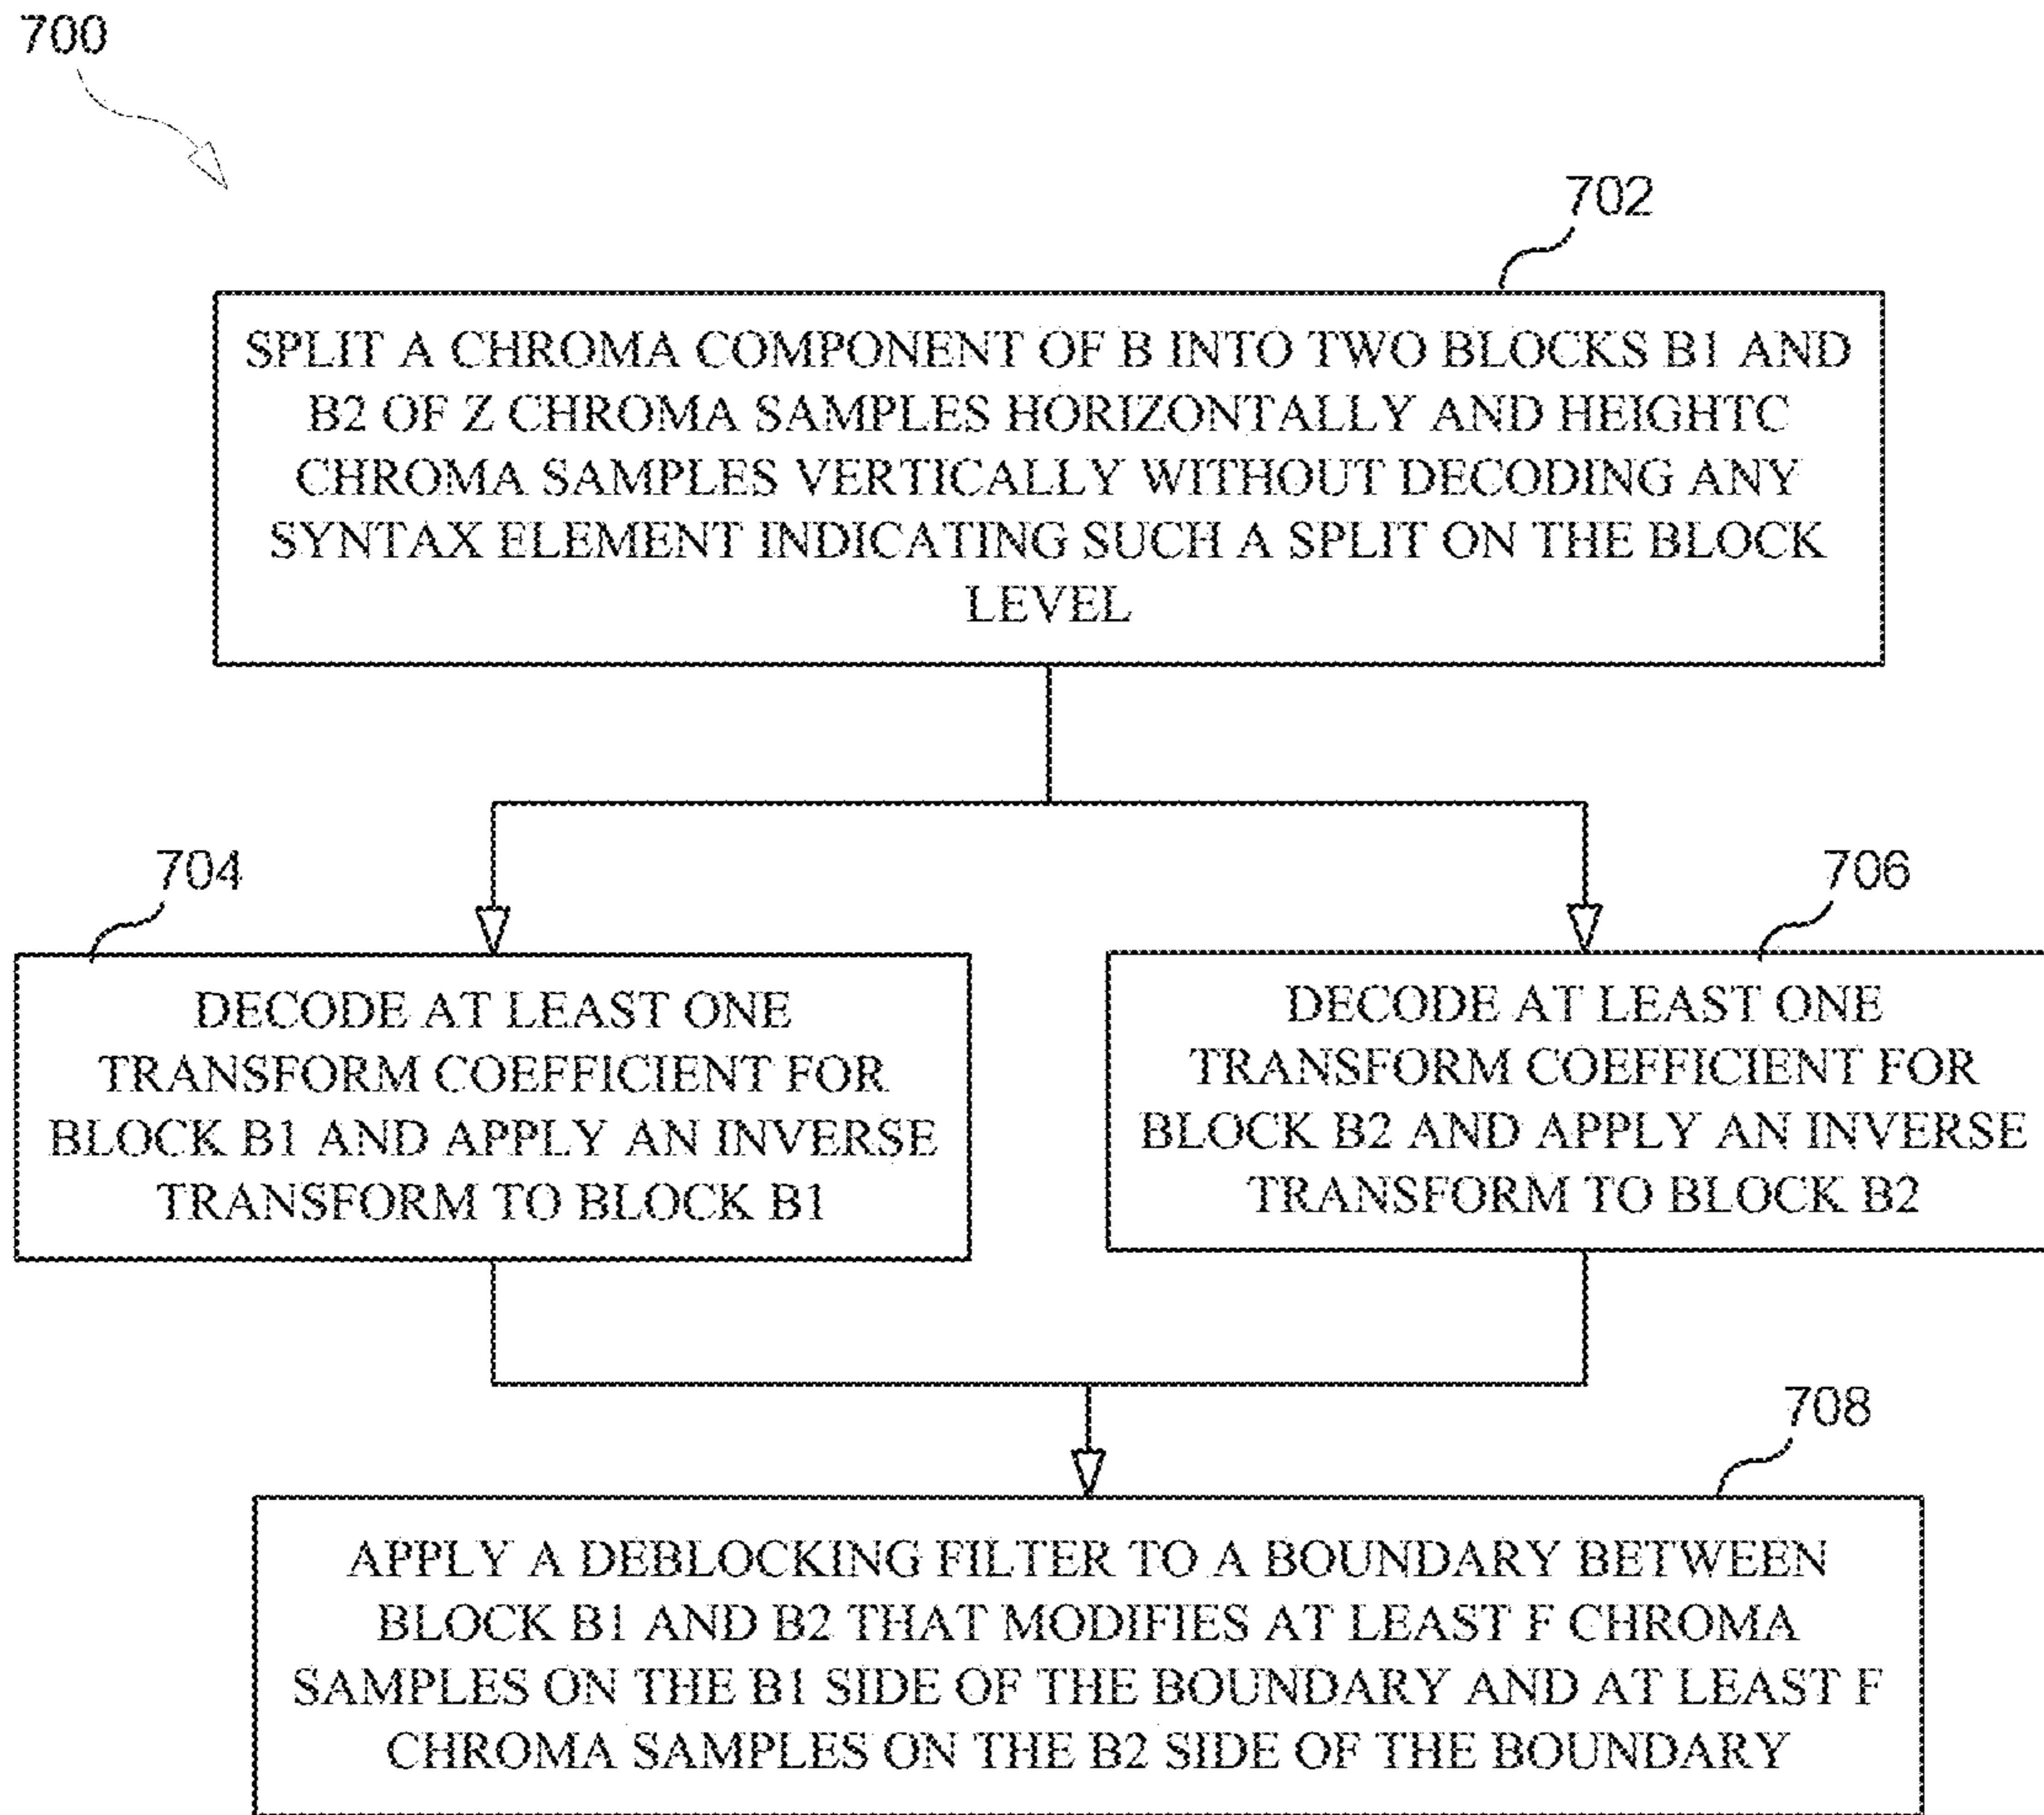 700
702
SPLIT A CHROMA COMPONENT OF B INTO TWO BLOCKS B1 AND
B2 OF Z CHROMA SAMPLES HORIZONTALLY AND HEIGHTC
CHROMA SAMPLES VERTICALLY WITHOUT DECODING ANY
SYNTAX ELEMENT INDICATING SUCH A SPLIT ON THE BLOCK
LEVEL
704
DECODE AT LEAST ONE
TRANSFORM COEFFICIENT FOR
BLOCK B1 AND APPLY AN INVERSE
TRANSFORM TO BLOCK B1
706
DECODE AT LEAST ONE
TRANSFORM COEFFICIENT FOR
BLOCK B2 AND APPLY AN INVERSE
TRANSFORM TO BLOCK B2
708
APPLY A DEBLOCKING FILTER TO A BOUNDARY BETWEEN
BLOCK B1 AND B2 THAT MODIFIES AT LEAST F CHROMA
SAMPLES ON THE B1 SIDE OF THE BOUNDARY AND AT LEAST F
CHROMA SAMPLES ON THE B2 SIDE OF THE BOUNDARY